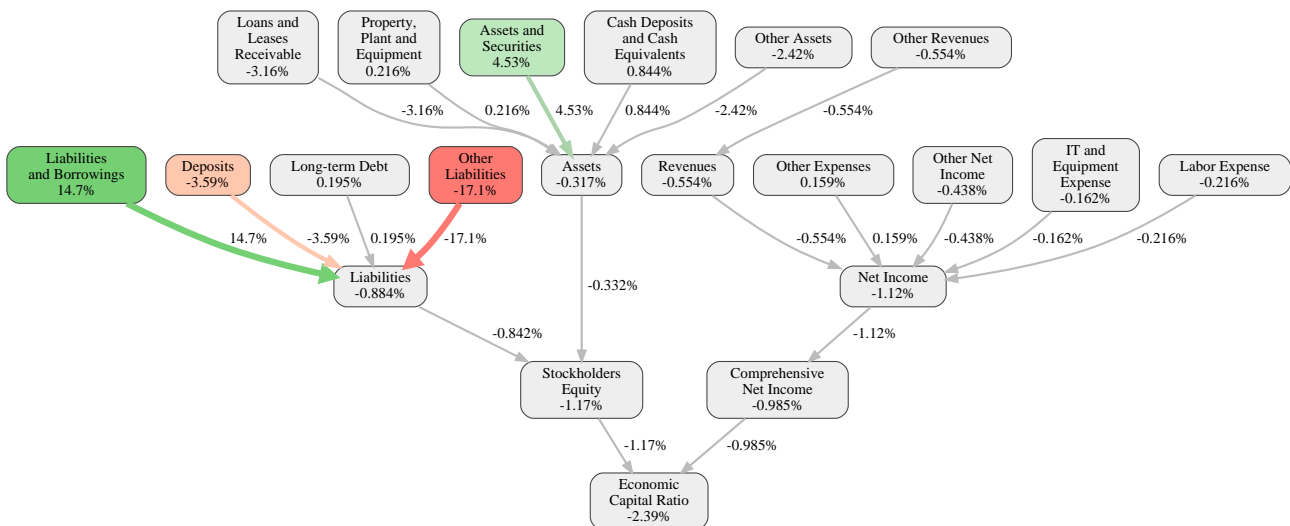 Loans and
Leases
Receivable
-3.16%
Property,
Plant and
Equipment
0.216%
Assets and
Securities
4.53%
Cash Deposits
and Cash
Equivalents
0.844%
Other Assets
-2.42%
Other Revenues
-0.554%
-3.16%
0.216%
4.53%
0.844%
-2.42%
-0.554%
Liabilities
and Borrowings
14.7%
Deposits
-3.59%
Long-term Debt
0.195%
Other
Liabilities
-17.1%
Assets
-0.317%
Revenues
-0.554%
Other Expenses
0.159%
Other Net
Income
-0.438%
IT and
Equipment
Expense
-0.162%
Labor Expense
-0.216%
14.7%
-3.59%
0.195%
-17.1%
-0.554%
0.159%
-0.438%
-0.162%
-0.216%
Liabilities
-0.884%
-0.332%
Net Income
-1.12%
-0.842%
-1.12%
Stockholders
Equity
-1.17%
Comprehensive
Net Income
-0.985%
-1.17%
-0.985%
Economic
Capital Ratio
-2.39%